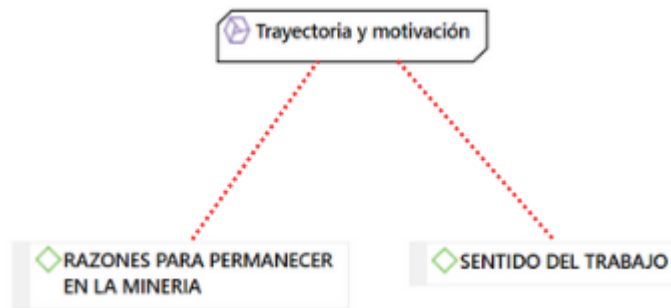 Trayectoria y motivación
RAZONES PARA PERMANECER
EN LA MINERIA
SENTIDO DEL TRABAJO